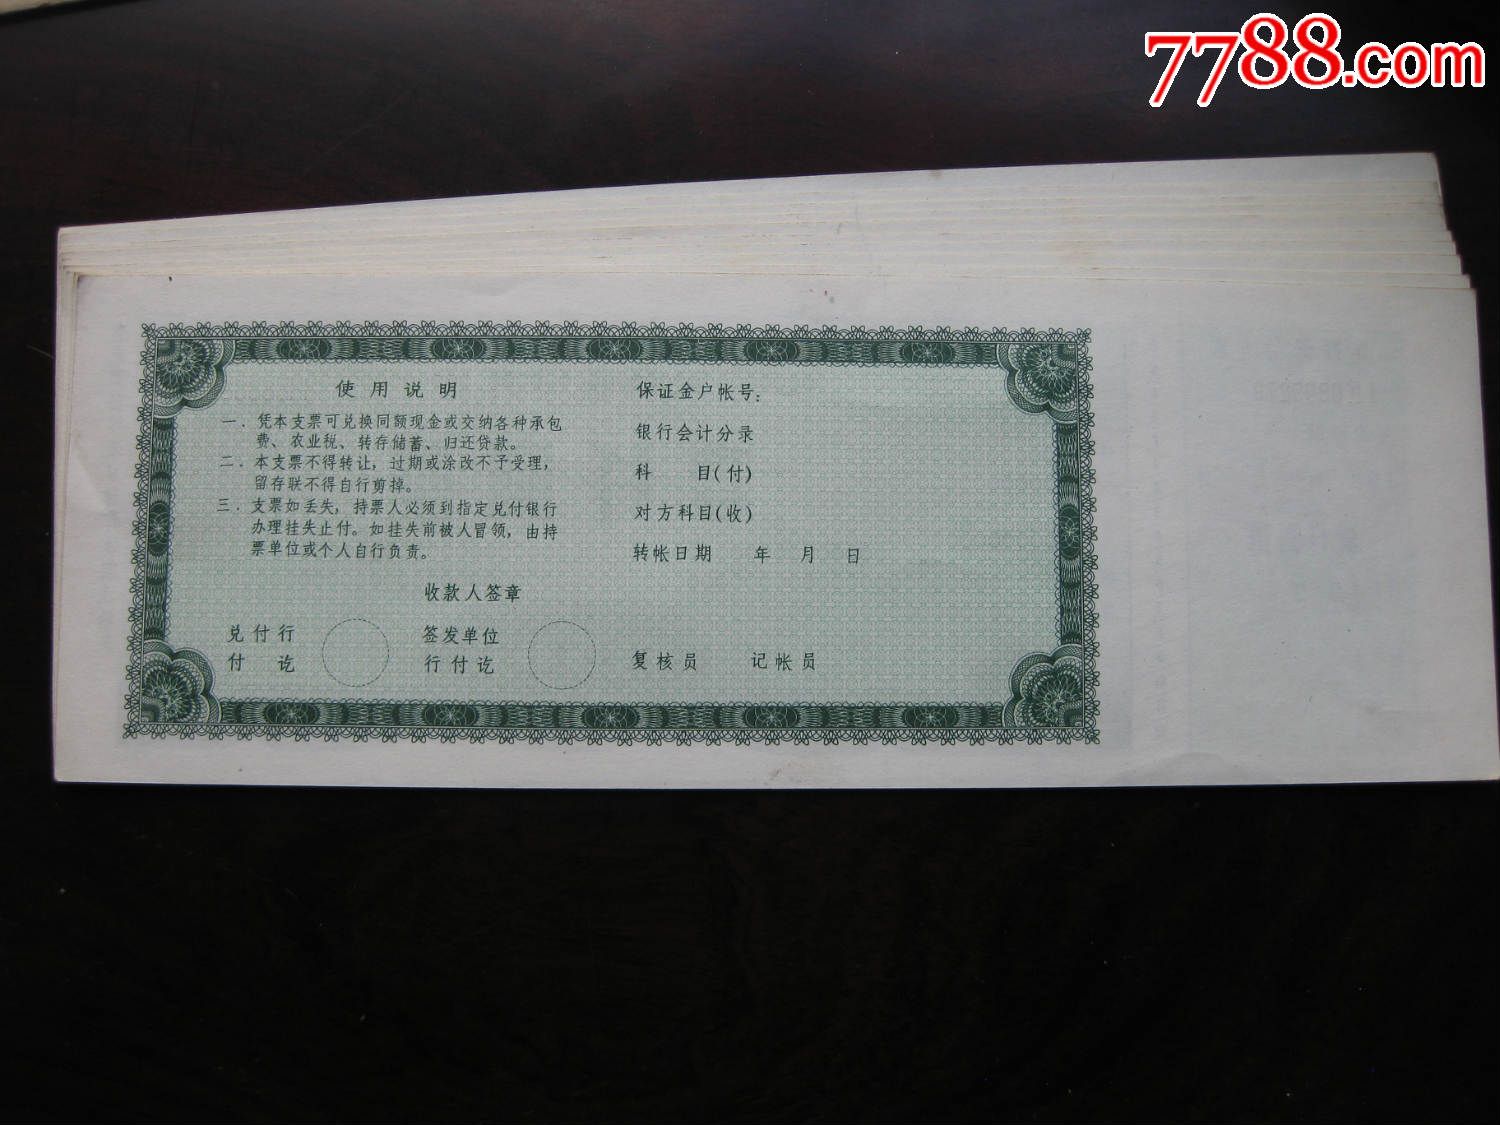 7788.com
使用说明
一．凭本支票可兑换同额现金或交纳各种承包
费、农业税、转存储蓄、归还贷款。
二．本支票不得转让，过期或涂改不予受理，
留存联不得自行剪掉。
三．支票如丢失，持票人必须到指定兑付银行
办理挂失止付。如挂失前被人冒领，由持
票单位或个人自行负责。
收款人签章
兑付行
付讫
签发单位
行付讫
保证金户帐号：
银行会计分录
科 目(付)
对方科目(收)
转帐日期 年 月 日
复核员 记帐员